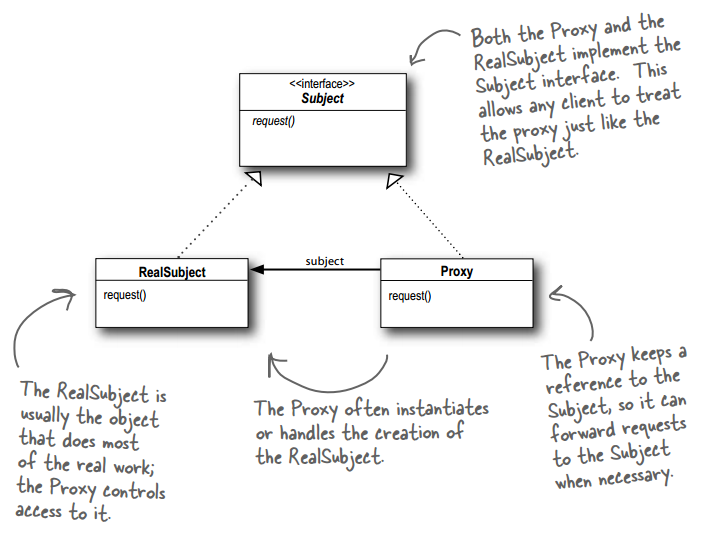 Both the Proxy and the
RealSubject implement the
Subject interface. This
allows any client to treat
the proxy just like the
RealSubject.
<<interface>>
Subject
request()
RealSubject
request()
subject
Proxy
request()
The RealSubject is
usually the object
that does most
of the real work;
the Proxy controls
access to it.
The Proxy often instantiates
or handles the creation of
the RealSubject.
The Proxy keeps a
reference to the
Subject, so it can
forward requests
to the Subject
when necessary.